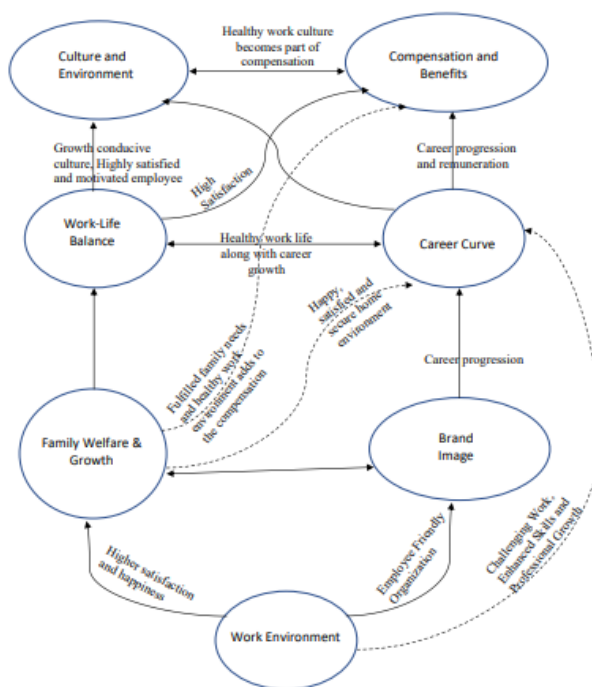 Healthy work culture
becomes part of
compensation
Culture and
Environment
Compensation and
Benefits
Growth conducive
culture, Highly satisfied
and motivated employee
High
Satisfaction
Career progression
and remuneration
Work-Life
Balance
Healthy work life
along with career
growth
Career Curve
Happy,
satisfied and
secure home
environment
Fulfilled family needs
and healthy work
environment adds to
the compensation
Career progression
Family Welfare &
Growth
Brand
Image
Challenging Work,
Enhanced Skills and
Professional Growth
Higher satisfaction
and happiness
Employee Friendly
Organization
Work Environment